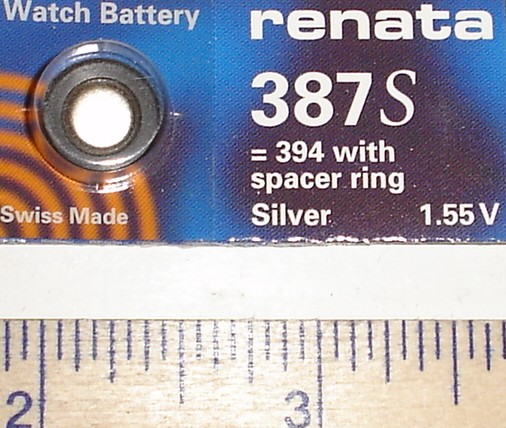 Watch Battery
renata
387S
= 394 with
spacer ring
Swiss Made
Silver 1.55 V
2 3